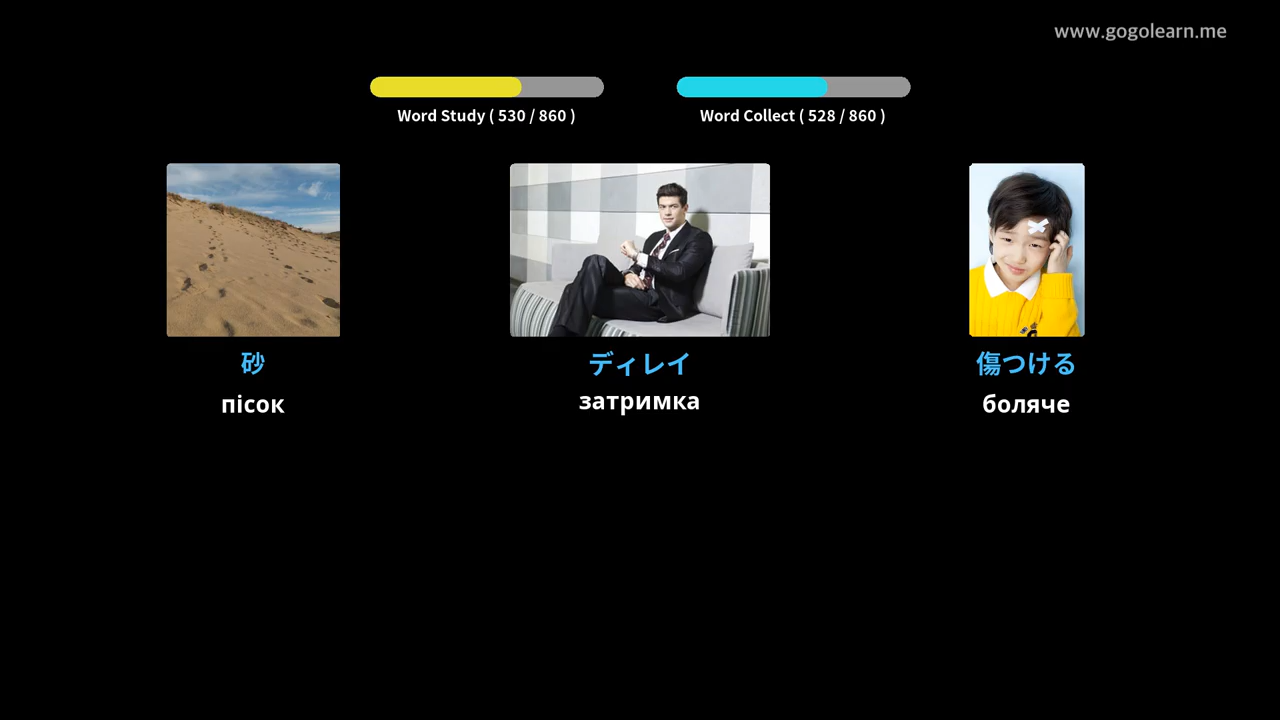 www.gogolearn.me
Word Study ( 530 / 860 )
Word Collect ( 528 / 860 )
砂
ディレイ
傷つける
пісок
затримка
боляче